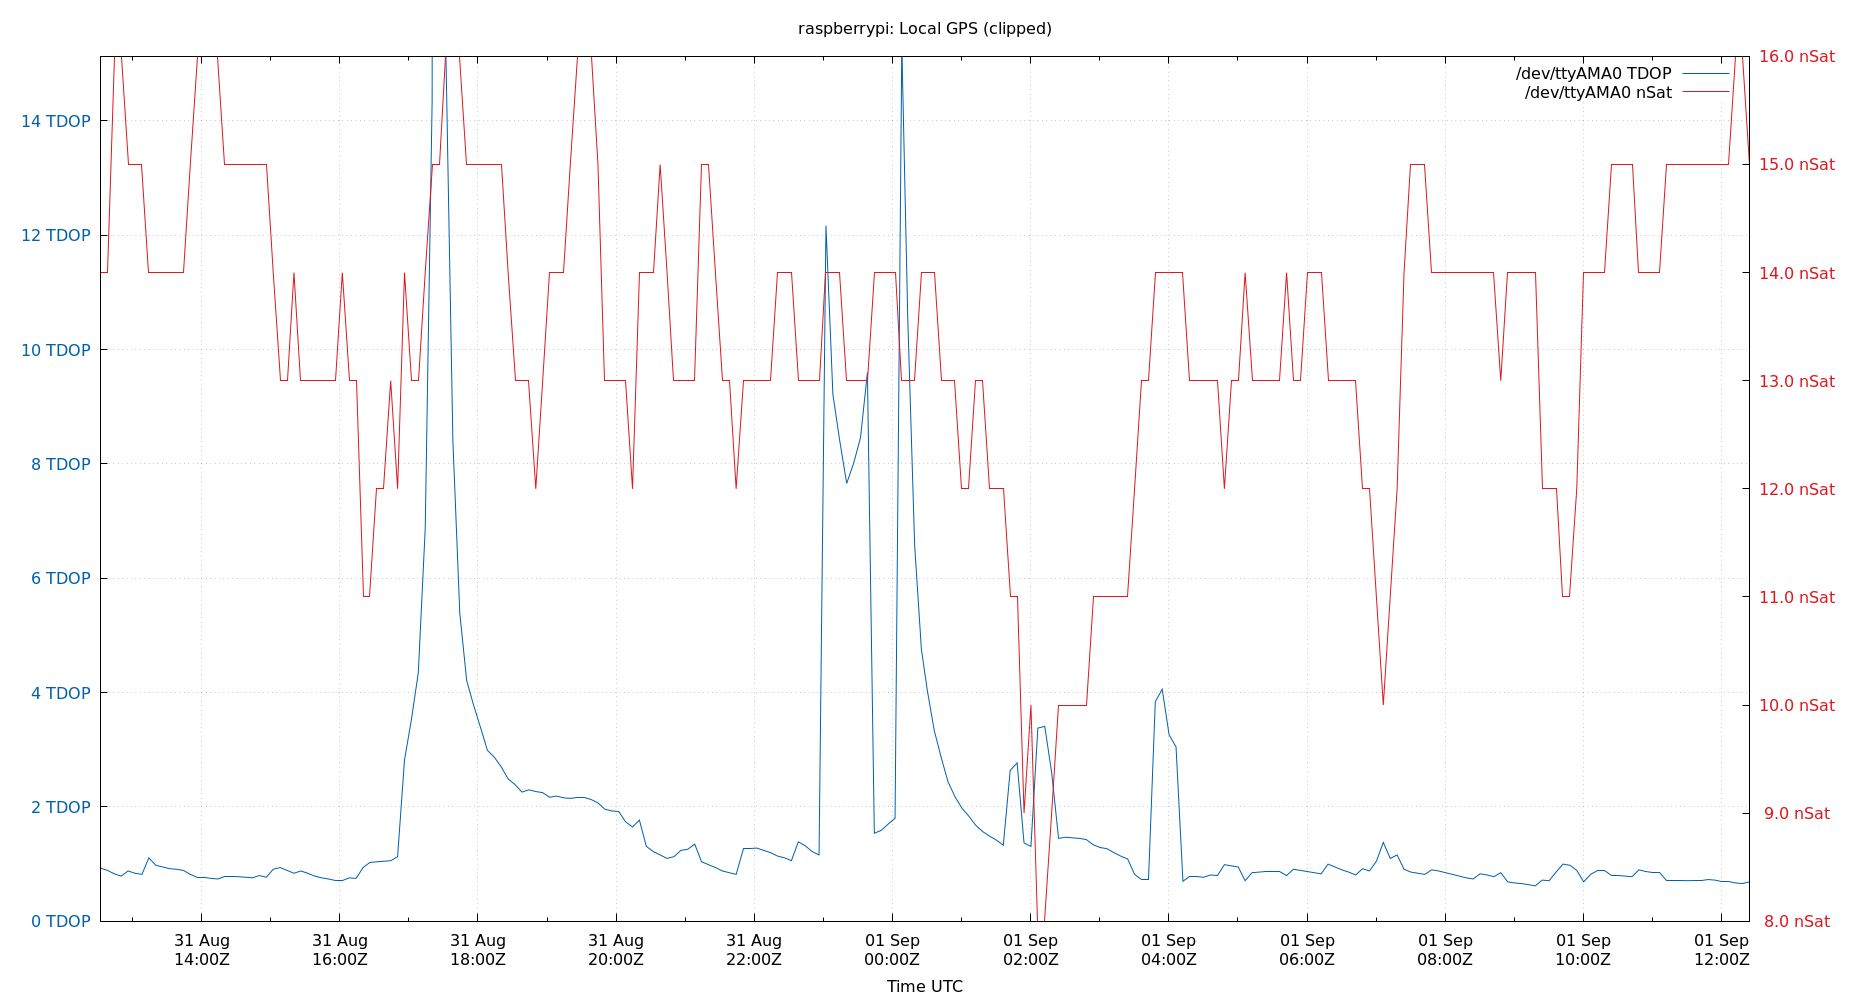 raspberrypi: Local GPS (clipped)
/dev/ttyAMA0 TDOP
/dev/ttyAMA0 nSat
14 TDOP
12 TDOP
10 TDOP
8 TDOP
6 TDOP
4 TDOP
2 TDOP
0 TDOP
16.0 nSat
15.0 nSat
14.0 nSat
13.0 nSat
12.0 nSat
11.0 nSat
10.0 nSat
9.0 nSat
8.0 nSat
31 Aug
14:00Z
31 Aug
16:00Z
31 Aug
18:00Z
31 Aug
20:00Z
31 Aug
22:00Z
01 Sep
00:00Z
01 Sep
02:00Z
01 Sep
04:00Z
01 Sep
06:00Z
01 Sep
08:00Z
01 Sep
10:00Z
01 Sep
12:00Z
Time UTC